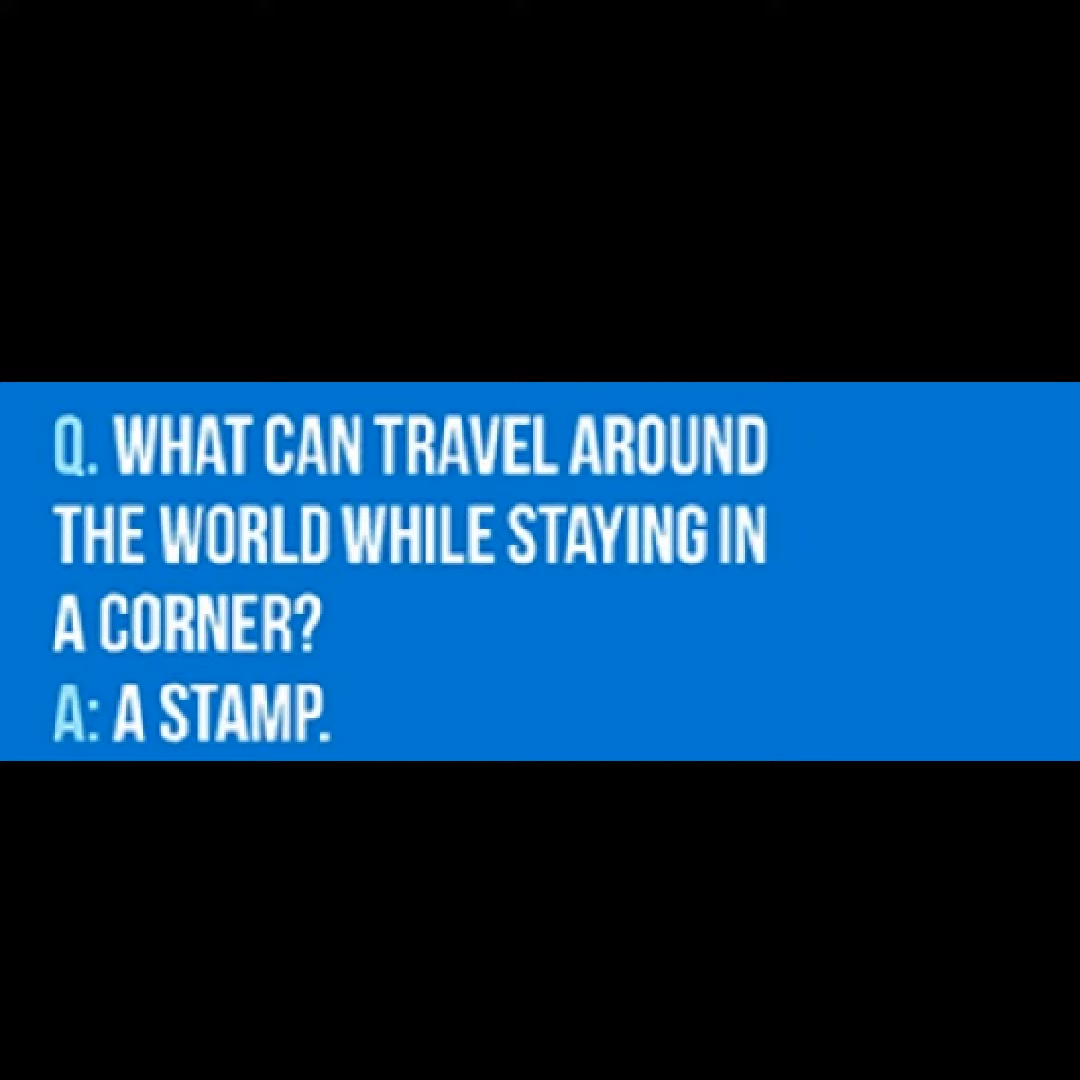 Q. WHAT CAN TRAVEL AROUND
THE WORLD WHILE STAYING IN
A CORNER?
A: A STAMP.